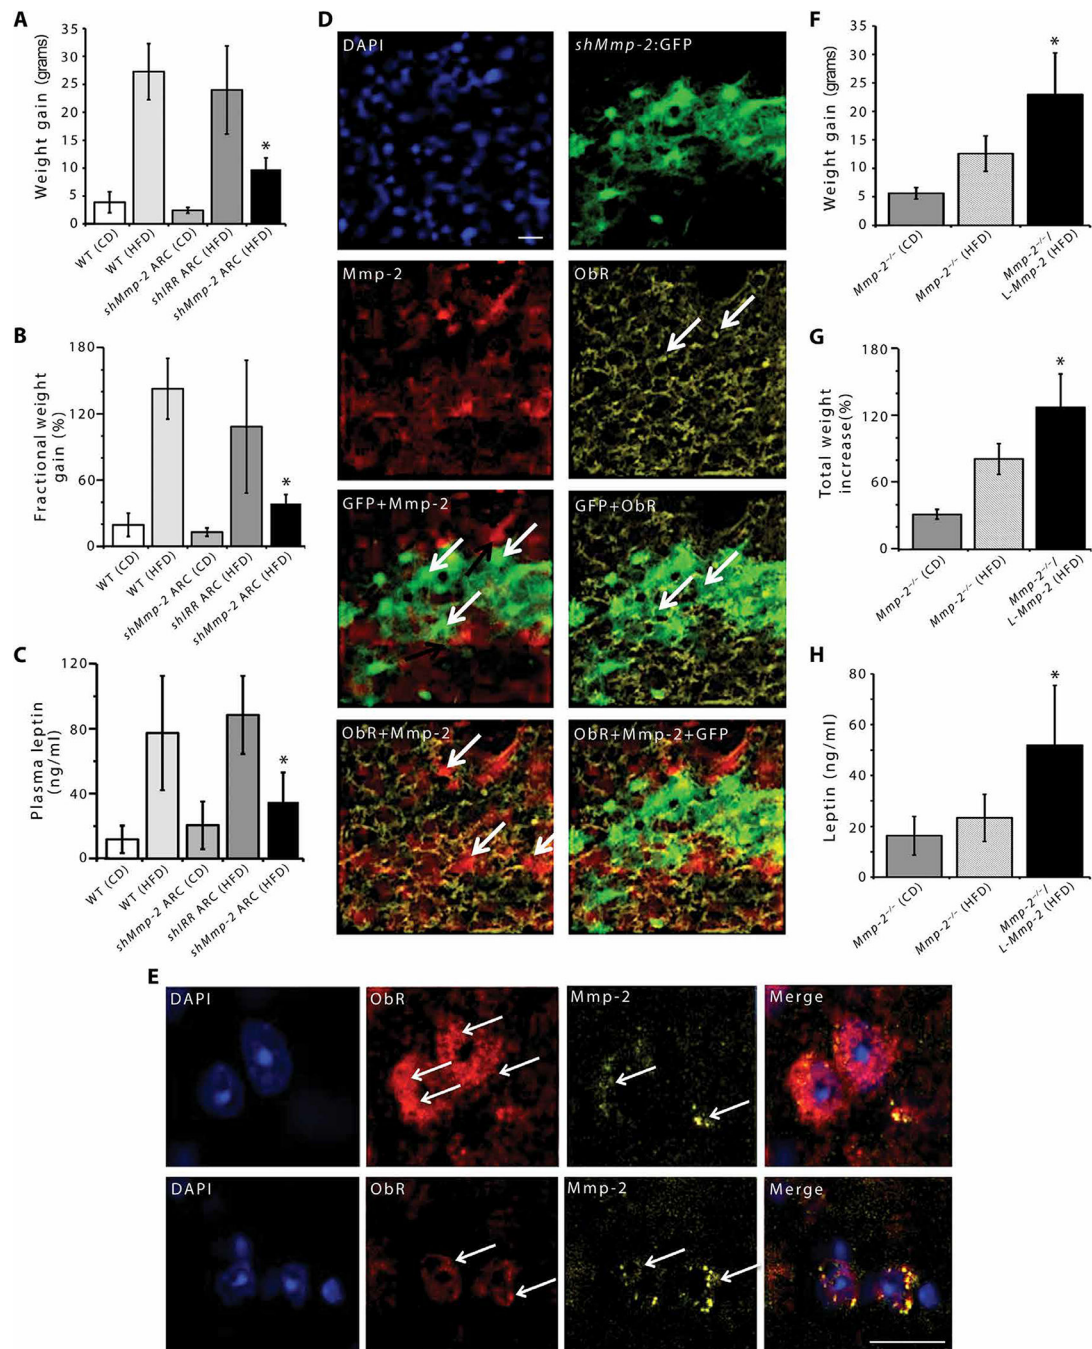 A
Weight gain (grams)
35
30
25
20
15
10
5
0
*
WT (CD)
WT (HFD)
shMmp-2 ARC (CD)
shIRR ARC (HFD)
shMmp-2 ARC (HFD)
B
Fractional weight
gain (%)
180
120
60
0
*
WT (CD)
WT (HFD)
shMmp-2 ARC (CD)
shIRR ARC (HFD)
shMmp-2 ARC (HFD)
C
Plasma leptin
(ng/ml)
120
80
40
0
*
WT (CD)
WT (HFD)
shMmp-2 ARC (CD)
shIRR ARC (HFD)
shMmp-2 ARC (HFD)
D
DAPI
shMmp-2:GFP
Mmp-2
ObR
GFP+Mmp-2
GFP+ObR
ObR+Mmp-2
ObR+Mmp-2+GFP
E
DAPI
ObR
Mmp-2
Merge
DAPI
ObR
Mmp-2
Merge
F
Weight gain (grams)
35
30
25
20
15
10
5
0
*
Mmp-2⁻/⁻ (CD)
Mmp-2⁻/⁻ (HFD)
Mmp-2⁻/⁻/
L-Mmp-2 (HFD)
G
Total weight
increase(%)
180
120
60
0
*
Mmp-2⁻/⁻ (CD)
Mmp-2⁻/⁻ (HFD)
Mmp-2⁻/⁻/
L-Mmp-2 (HFD)
H
Leptin (ng/ml)
80
60
40
20
0
*
Mmp-2⁻/⁻ (CD)
Mmp-2⁻/⁻ (HFD)
Mmp-2⁻/⁻/
L-Mmp-2 (HFD)